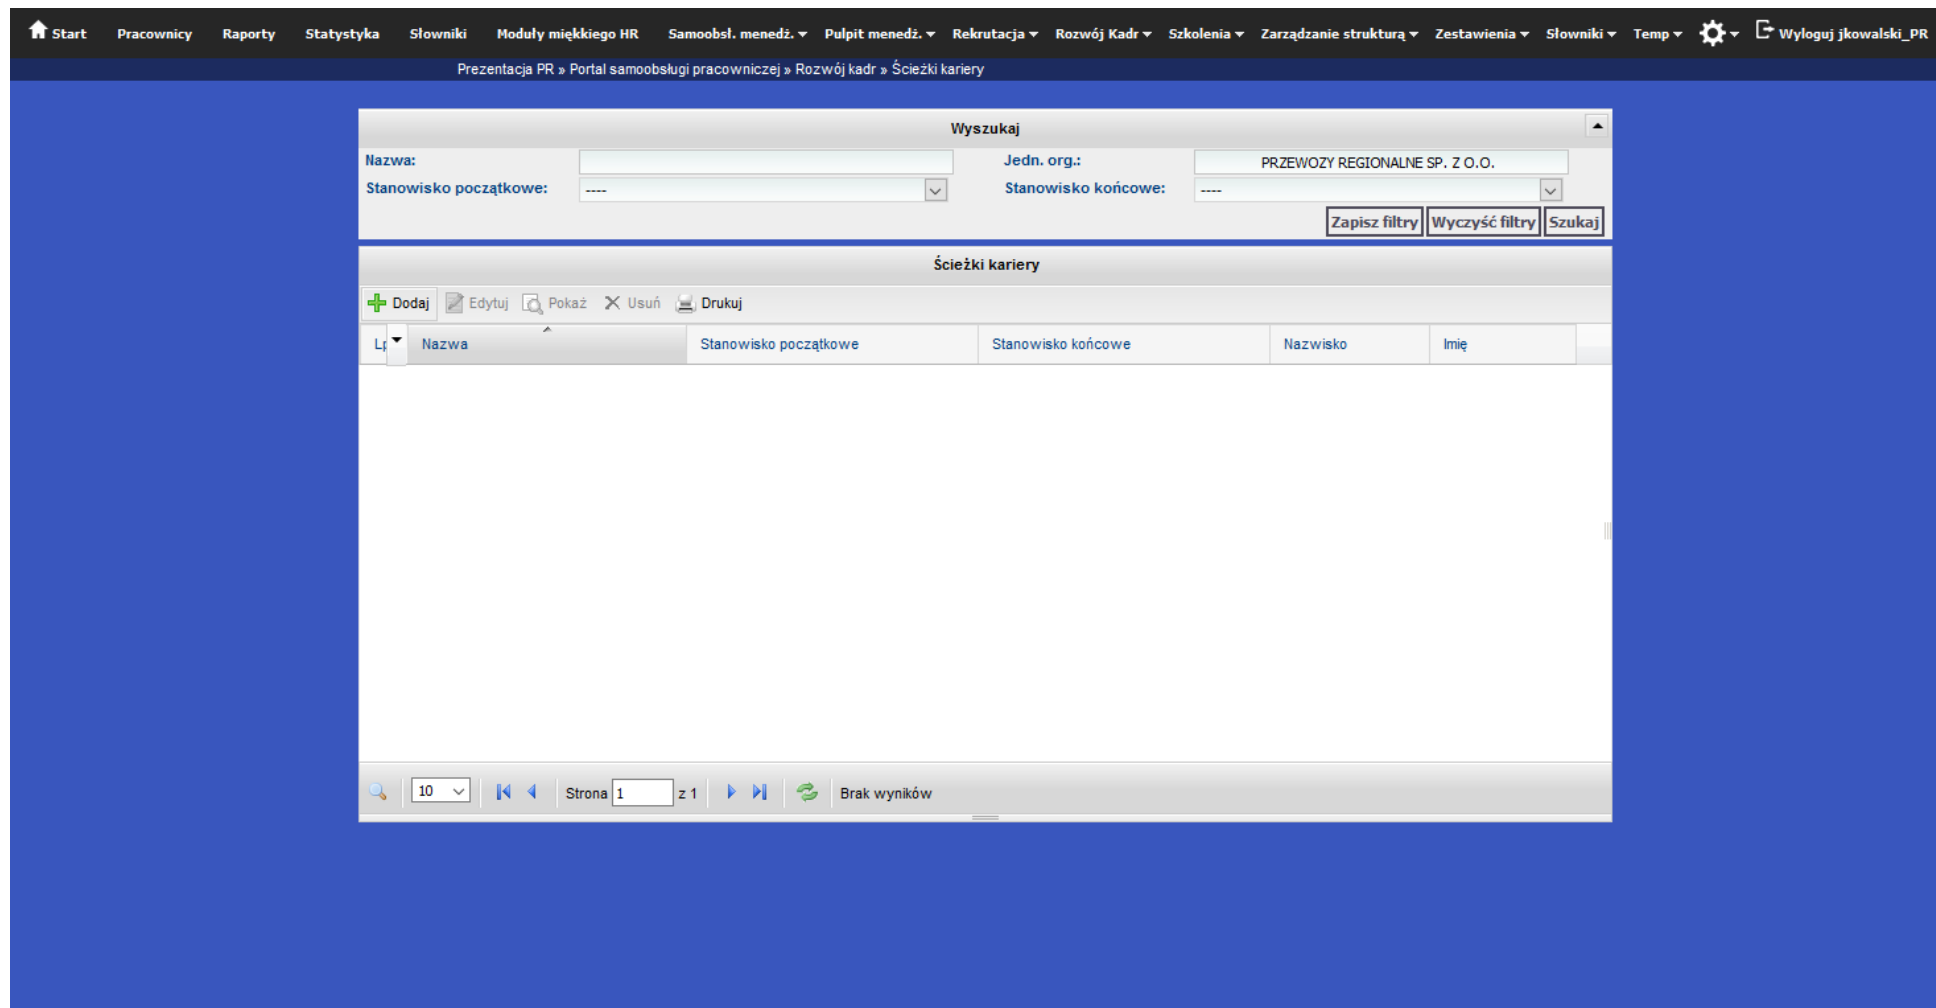 Start Pracownicy Raporty Statystyka Słowniki Moduły miękkiego HR Samoobsł. menedż. Pulpit menedż. Rekrutacja Rozwój Kadr Szkolenia Zarządzanie strukturą Zestawienia Słowniki Temp Wyloguj jkowalski_PR
Prezentacja PR » Portal samoobsługi pracowniczej » Rozwój kadr » Ścieżki kariery
Wyszukaj
Nazwa: Jedn. org.: PRZEWOZY REGIONALNE SP. Z O.O.
Stanowisko początkowe: ---- Stanowisko końcowe: ----
Zapisz filtry Wyczyść filtry Szukaj
Ścieżki kariery
Dodaj Edytuj Pokaż Usuń Drukuj
Nazwa Stanowisko początkowe Stanowisko końcowe Nazwisko Imię
10 Strona 1 z 1 Brak wyników